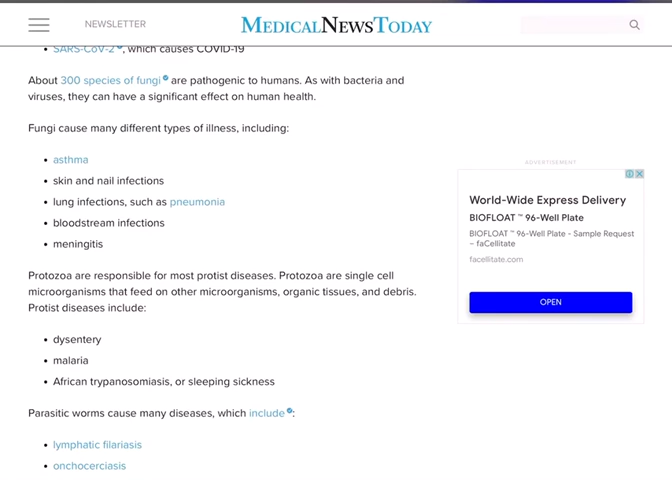 NEWSLETTER
MEDICALNEWSTODAY
• SARS-CoV-2, which causes COVID-19
About 300 species of fungi are pathogenic to humans. As with bacteria and
viruses, they can have a significant effect on human health.
Fungi cause many different types of illness, including:
• asthma
• skin and nail infections
• lung infections, such as pneumonia
• bloodstream infections
• meningitis
Protozoa are responsible for most protist diseases. Protozoa are single cell
microorganisms that feed on other microorganisms, organic tissues, and debris.
Protist diseases include:
• dysentery
• malaria
• African trypanosomiasis, or sleeping sickness
Parasitic worms cause many diseases, which include:
• lymphatic filariasis
• onchocerciasis
ADVERTISEMENT
World-Wide Express Delivery
BIOFLOAT ™ 96-Well Plate
BIOFLOAT ™ 96-Well Plate - Sample Request
– faCellitate
facellitate.com
OPEN